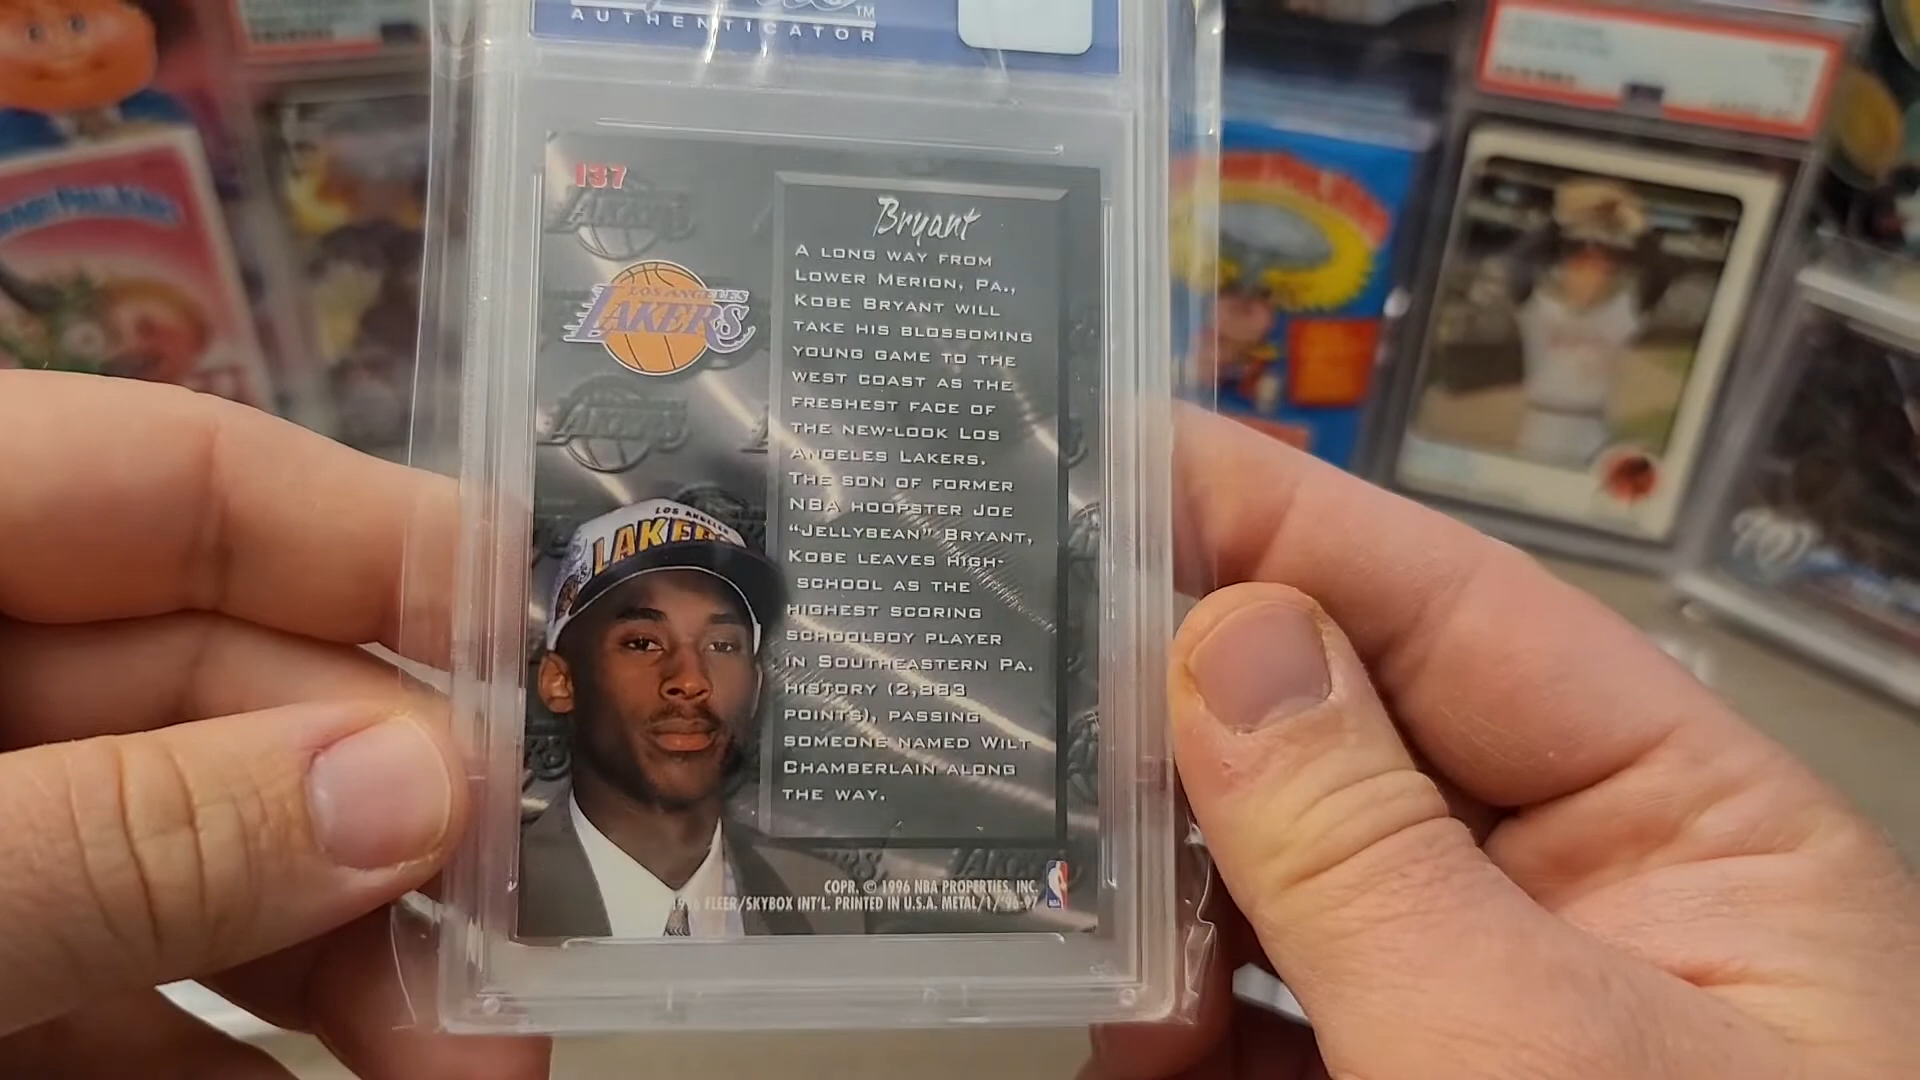 AUTHENTICATOR
TM
137
LOS ANGELES
LAKERS
Bryant
A LONG WAY FROM
LOWER MERION, PA.,
KOBE BRYANT WILL
TAKE HIS BLOSSOMING
YOUNG GAME TO THE
WEST COAST AS THE
FRESHEST FACE OF
THE NEW-LOOK LOS
ANGELES LAKERS.
THE SON OF FORMER
NBA HOOPSTER JOE
"JELLYBEAN" BRYANT,
KOBE LEAVES HIGH-
SCHOOL AS THE
HIGHEST SCORING
SCHOOLBOY PLAYER
IN SOUTHEASTERN PA.
HISTORY (2,883
POINTS), PASSING
SOMEONE NAMED WILT
CHAMBERLAIN ALONG
THE WAY.
LOS ANGELES
LAKERS
COPR. © 1996 NBA PROPERTIES, INC.
1996 FLEER/SKYBOX INT'L. PRINTED IN U.S.A. METAL/1/'96-97